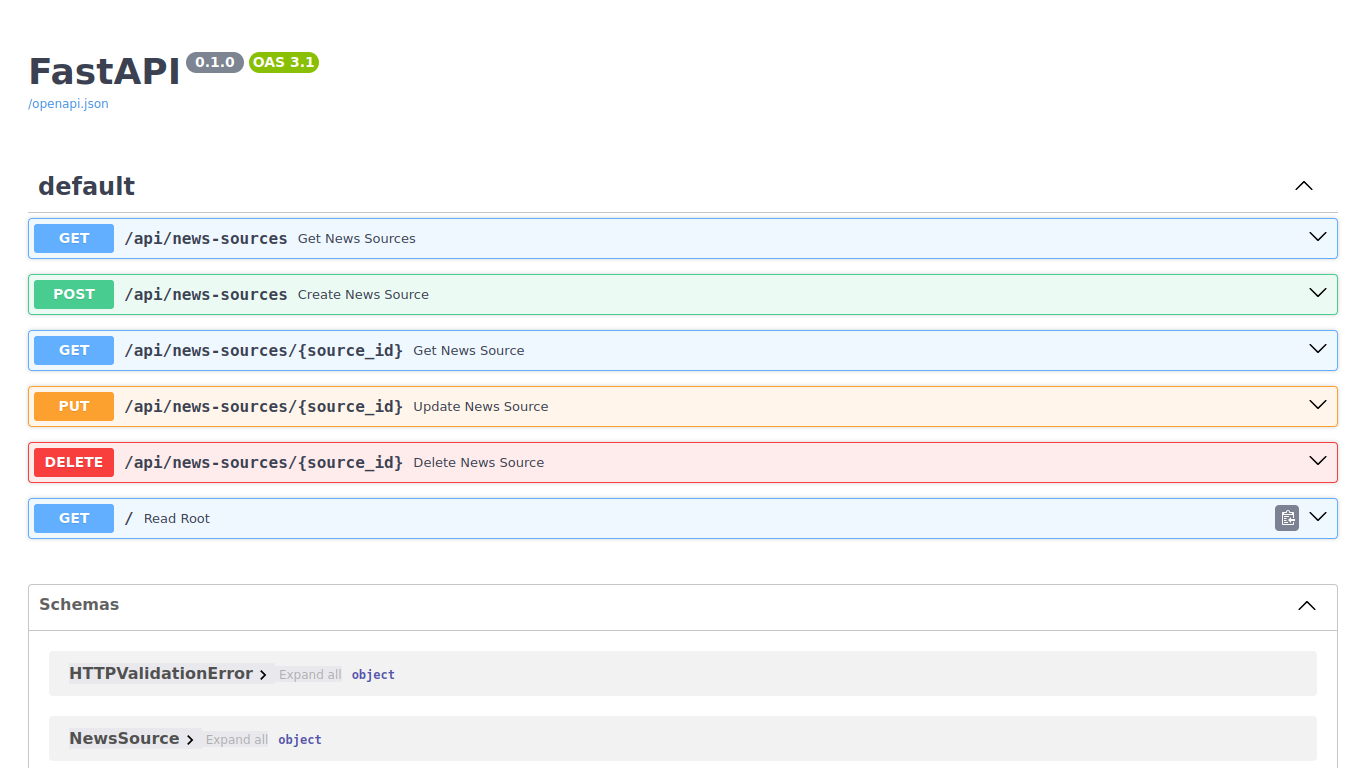 FastAPI 0.1.0 OAS 3.1
/openapi.json
default
GET /api/news-sources Get News Sources
POST /api/news-sources Create News Source
GET /api/news-sources/{source_id} Get News Source
PUT /api/news-sources/{source_id} Update News Source
DELETE /api/news-sources/{source_id} Delete News Source
GET / Read Root
Schemas
HTTPValidationError Expand all object
NewsSource Expand all object